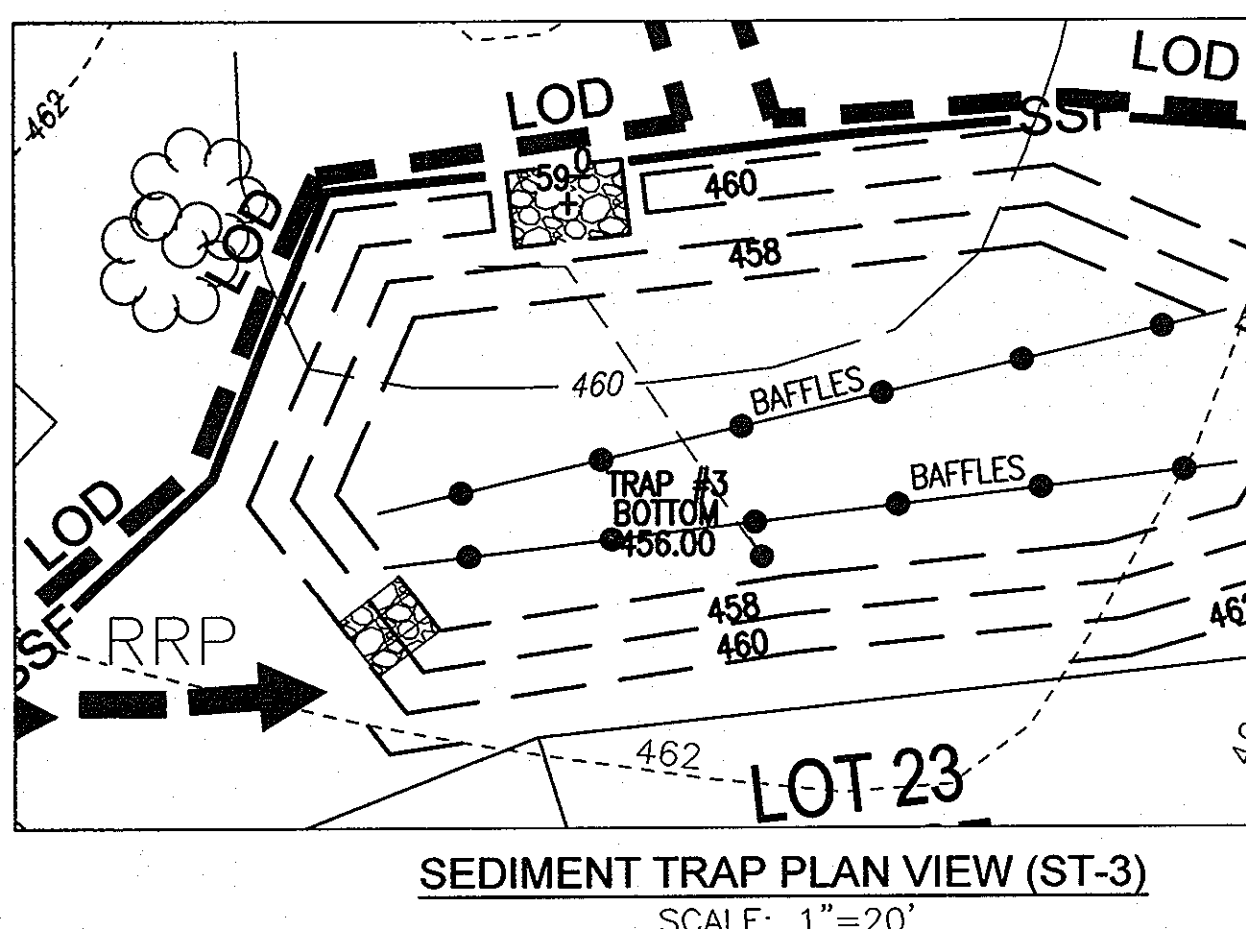 LOD
LOD
462
SSF
0
59
+
460
LOD
458
460
BAFFLES
BAFFLES
TRAP #3
BOTTOM
456.00
LOD
458
460
SSF
RRP
462
LOT 23
SEDIMENT TRAP PLAN VIEW (ST-3)
SCALE: 1"=20'